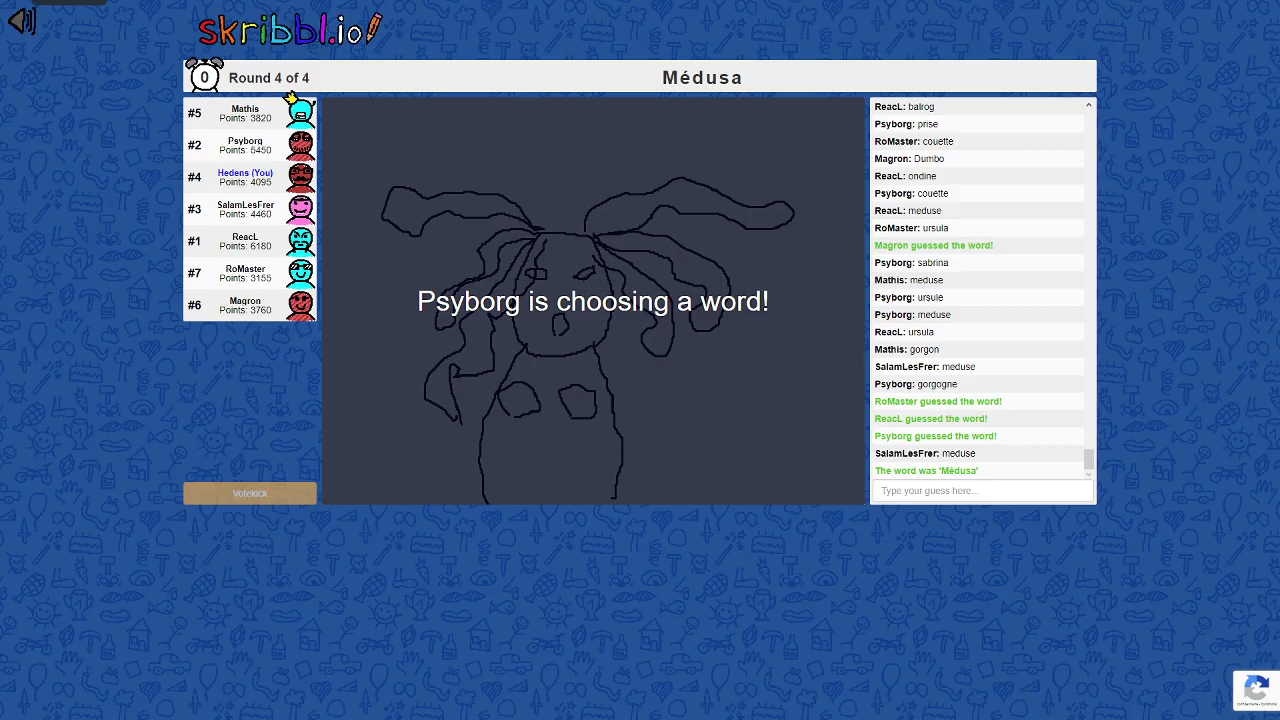 skribbl.io
0
Round 4 of 4
Médusa
#5
Mathis
Points: 3820
#2
Psyborg
Points: 5450
#4
Hedens (You)
Points: 4095
#3
SalamLesFrer
Points: 4460
#1
ReacL
Points: 6180
#7
RoMaster
Points: 3155
#6
Magron
Points: 3760
Votekick
Psyborg is choosing a word!
ReacL: balrog
Psyborg: prise
RoMaster: couette
Magron: Dumbo
ReacL: ondine
Psyborg: couette
ReacL: meduse
RoMaster: ursula
Magron guessed the word!
Psyborg: sabrina
Mathis: meduse
Psyborg: ursule
Psyborg: meduse
ReacL: ursula
Mathis: gorgon
SalamLesFrer: meduse
Psyborg: gorgogne
RoMaster guessed the word!
ReacL guessed the word!
Psyborg guessed the word!
SalamLesFrer: meduse
The word was 'Médusa'
Type your guess here...